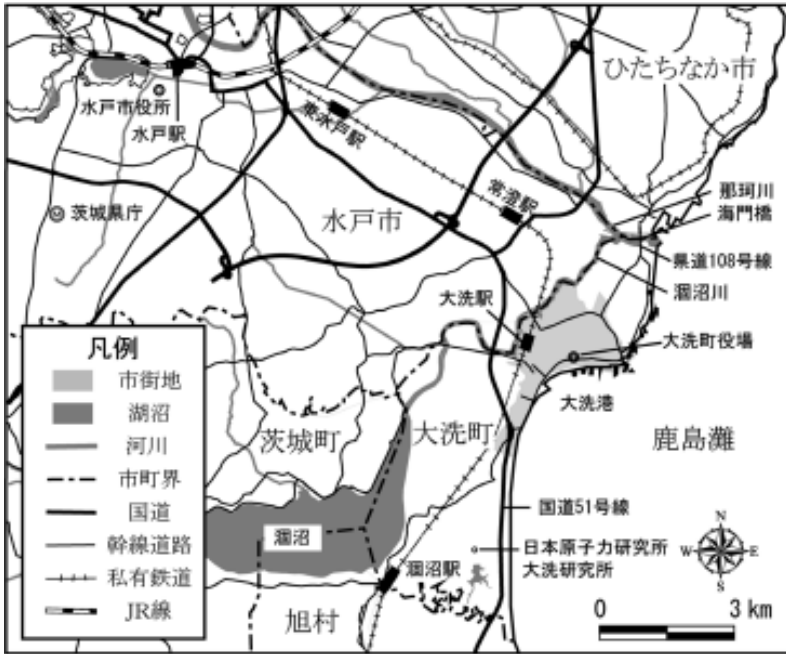 ひたちなか市
水戸市役所
水戸駅
東水戸駅
常澄駅
那珂川
海門橋
茨城県庁
水戸市
県道108号線
涸沼川
大洗駅
大洗町役場
大洗港
凡例
市街地
湖沼
河川
市町界
国道
幹線道路
私有鉄道
JR線
茨城町
大洗町
鹿島灘
国道51号線
涸沼
涸沼駅
日本原子力研究所
大洗研究所
旭村
N
W
E
S
0
3 km